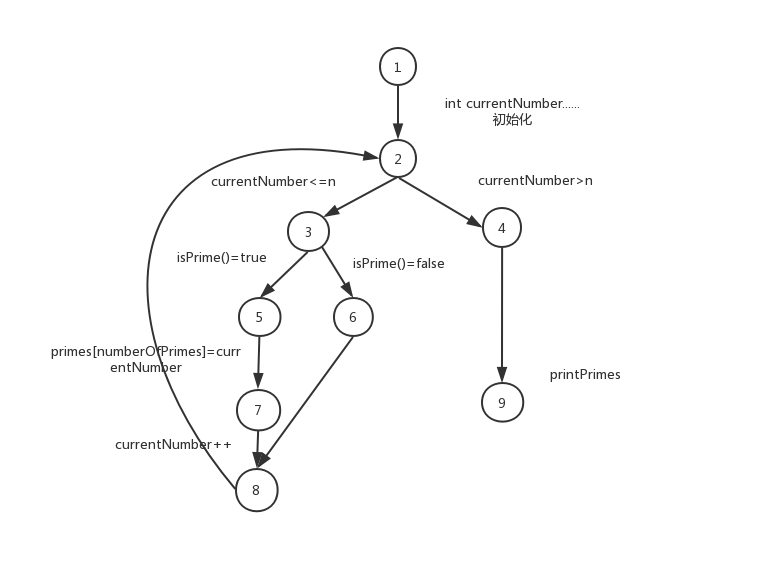 1
int currentNumber......
初始化
2
currentNumber<=n
currentNumber>n
3
4
isPrime()=true
isPrime()=false
5
6
primes[numberOfPrimes]=curr
entNumber
printPrimes
7
9
currentNumber++
8